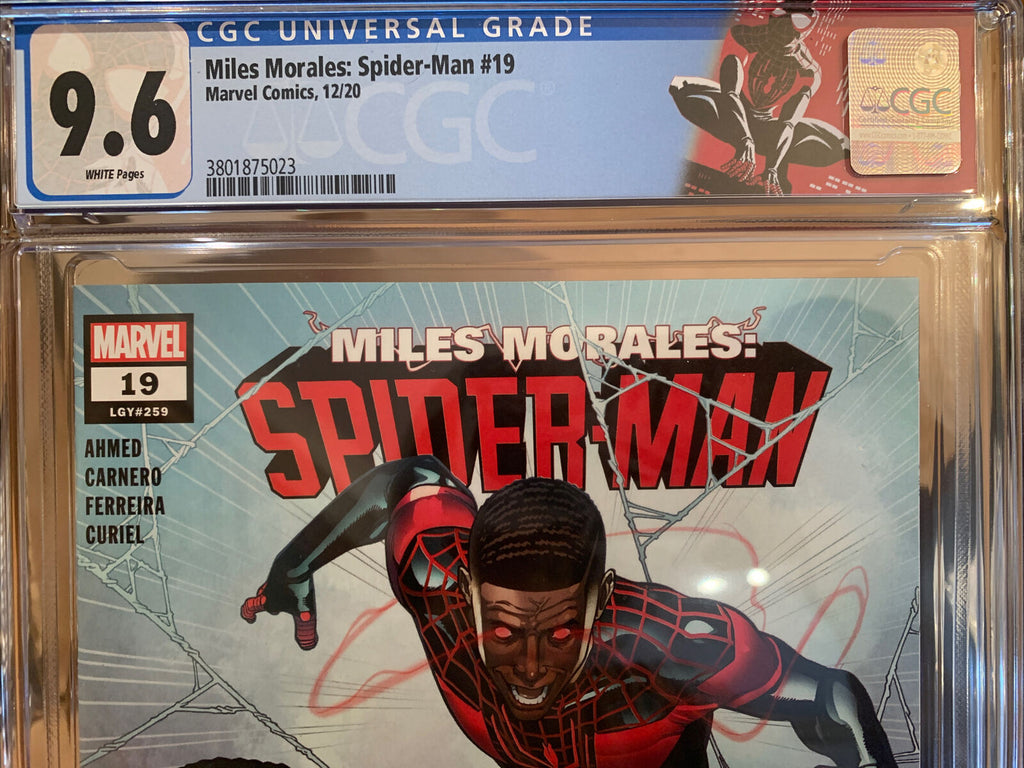 CGC UNIVERSAL GRADE
9.6
WHITE Pages
Miles Morales: Spider-Man #19
Marvel Comics, 12/20
CGC®
3801875023
CGC
MARVEL
19
LGY#259
AHMED
CARNERO
FERREIRA
CURIEL
MILES MORALES:
SPIDER-MAN